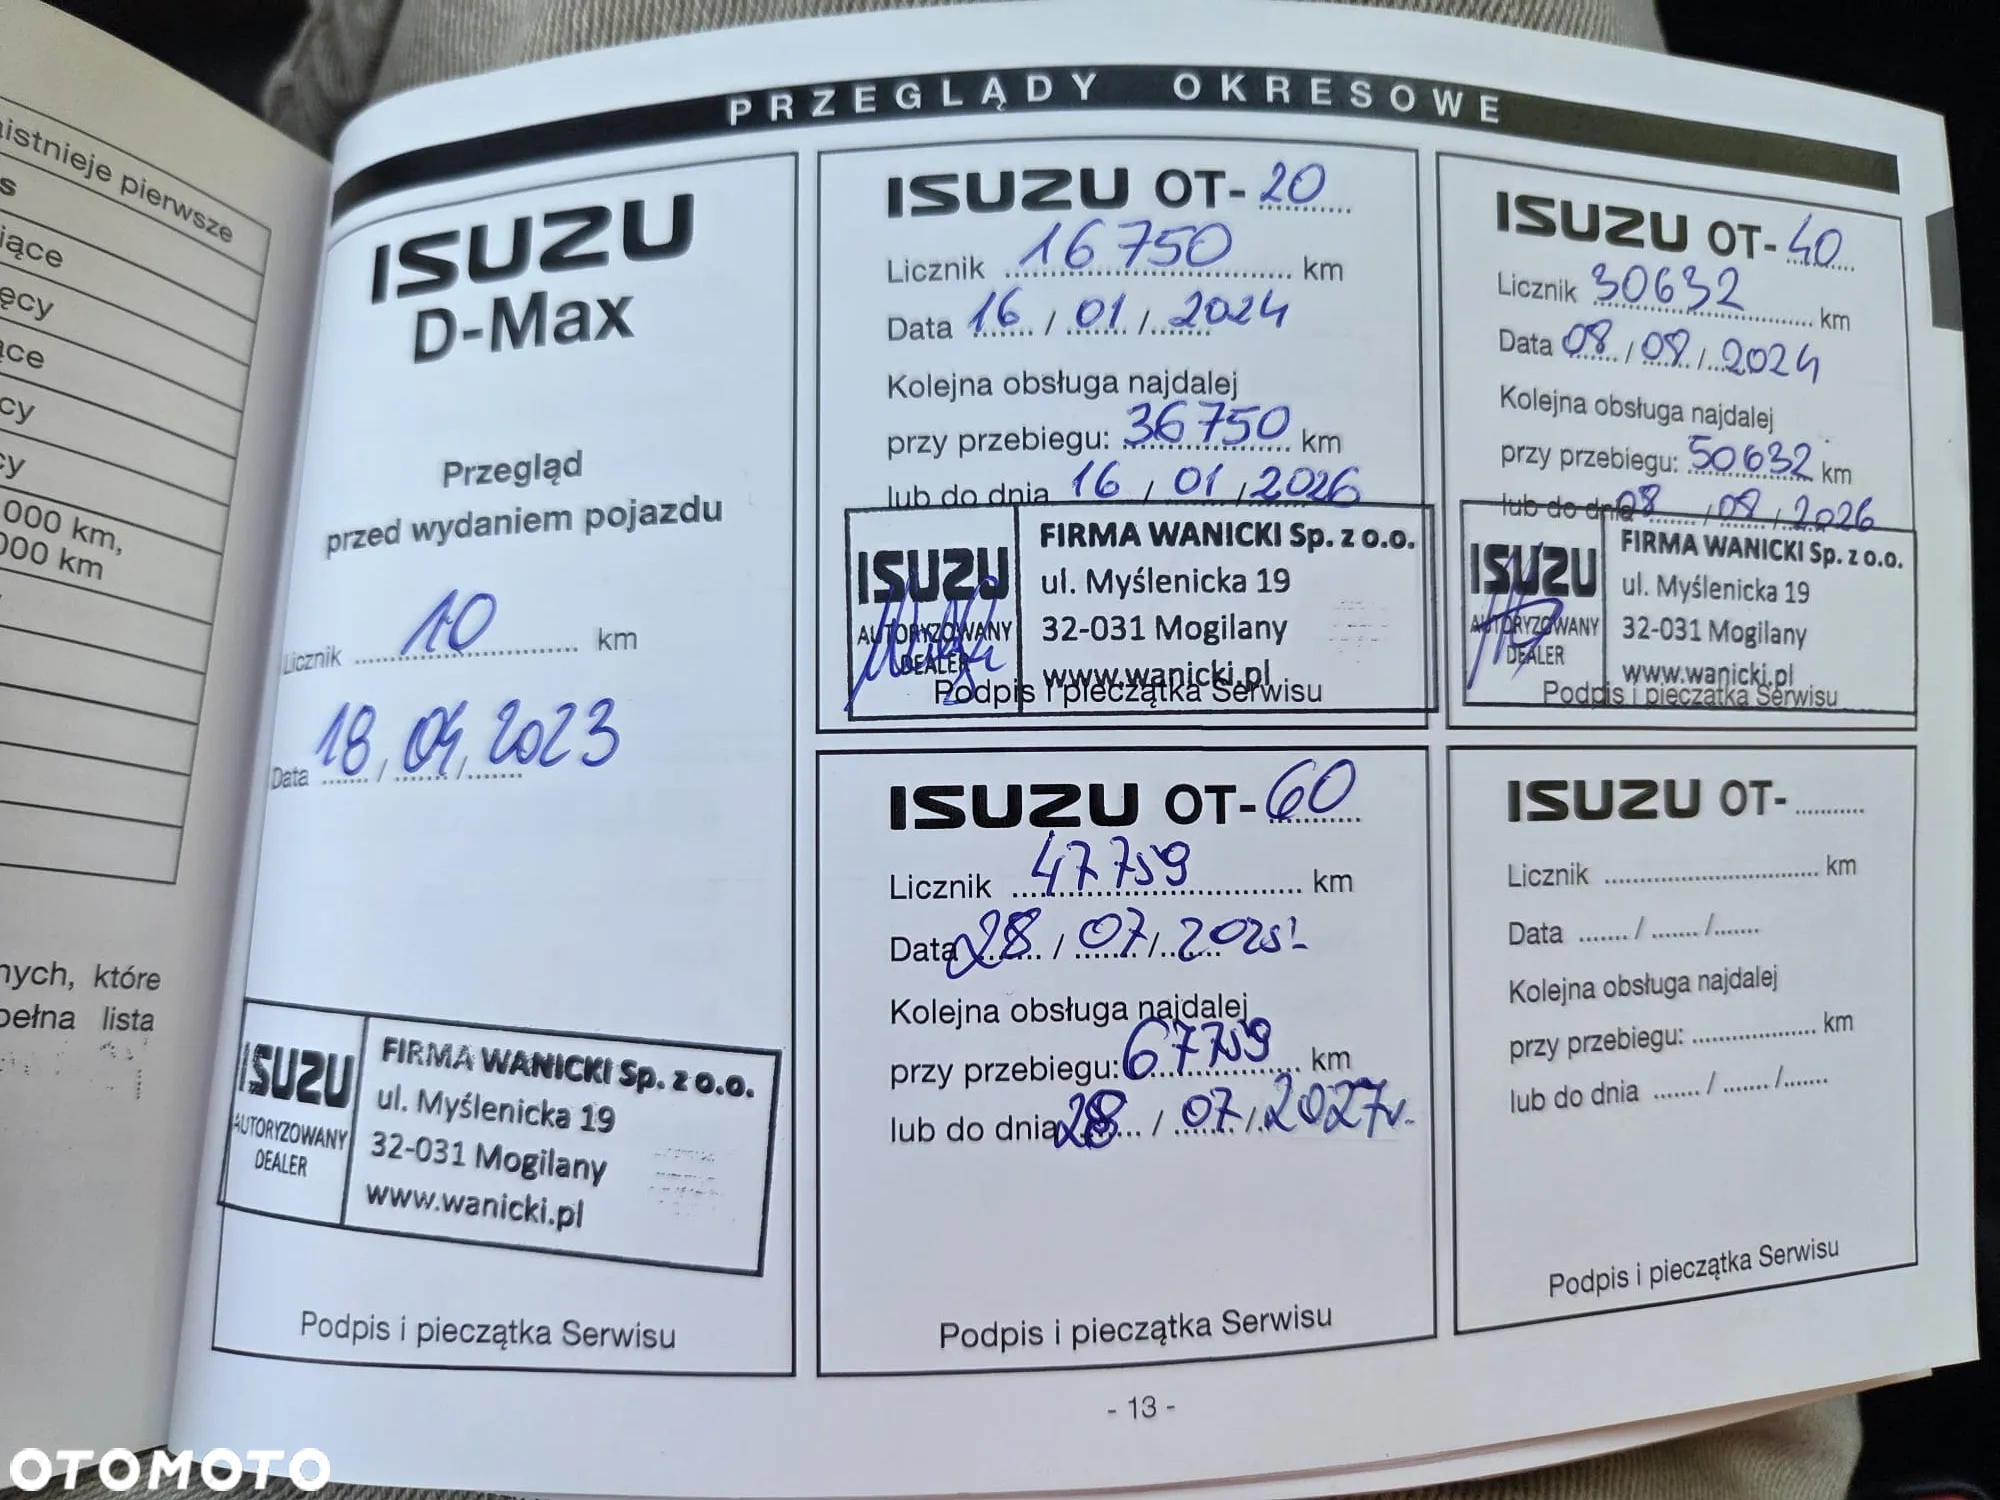 istnieje pierwsze
s
iące
ęcy
ące
cy
cy
000 km,
000 km
nych, które
pełna lista
PRZEGLĄDY OKRESOWE
ISUZU
D-Max
Przegląd
przed wydaniem pojazdu
Licznik 10 km
Data 18 / 04 / 2023
ISUZU
AUTORYZOWANY
DEALER
FIRMA WANICKI Sp. z o.o.
ul. Myślenicka 19
32-031 Mogilany
www.wanicki.pl
Podpis i pieczątka Serwisu
ISUZU OT-20
Licznik 16750 km
Data 16 / 01 / 2024
Kolejna obsługa najdalej
przy przebiegu: 36750 km
lub do dnia 16 / 01 / 2026
ISUZU
AUTORYZOWANY
DEALER
FIRMA WANICKI Sp. z o.o.
ul. Myślenicka 19
32-031 Mogilany
www.wanicki.pl
Podpis i pieczątka Serwisu
ISUZU OT-40
Licznik 30632 km
Data 08 / 08 / 2024
Kolejna obsługa najdalej
przy przebiegu: 50632 km
lub do dnia 08 / 08 / 2026
ISUZU
AUTORYZOWANY
DEALER
FIRMA WANICKI Sp. z o.o.
ul. Myślenicka 19
32-031 Mogilany
www.wanicki.pl
Podpis i pieczątka Serwisu
ISUZU OT-60
Licznik 47759 km
Data 28 / 07 / 2025r.
Kolejna obsługa najdalej
przy przebiegu: 67759 km
lub do dnia 28 / 07 / 2027r.
Podpis i pieczątka Serwisu
ISUZU OT- ...........
Licznik .............................. km
Data ....... / ....... /.......
Kolejna obsługa najdalej
przy przebiegu: .................. km
lub do dnia ....... / ....... /.......
Podpis i pieczątka Serwisu
- 13 -
OTOMOTO